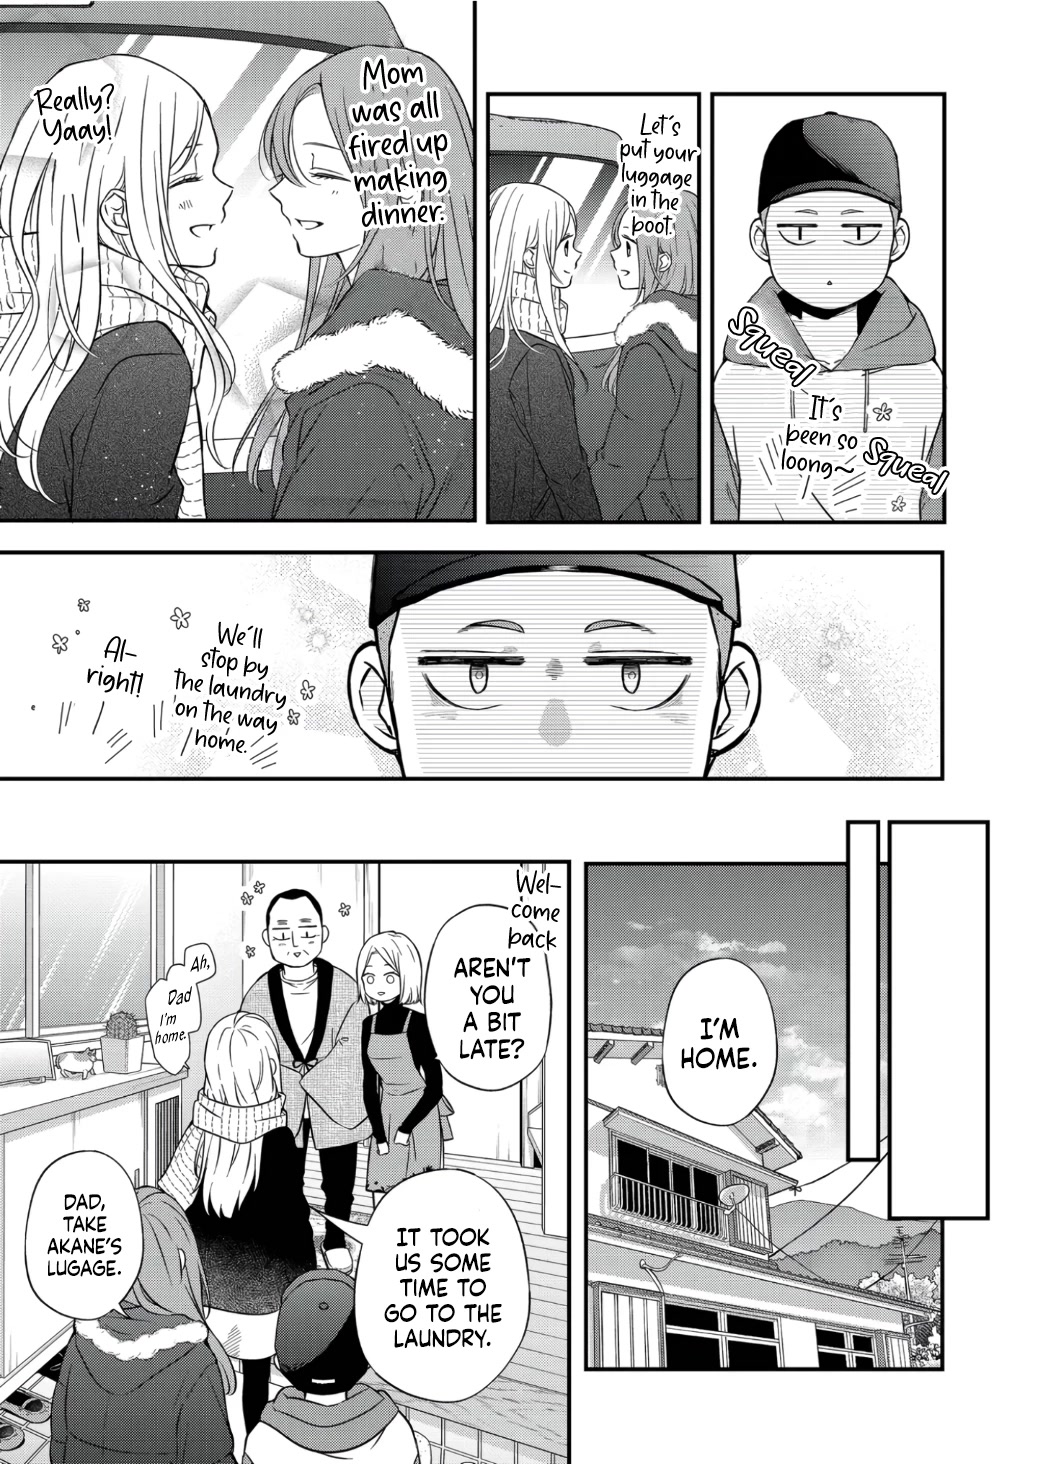 Squeal
It's
been so
loong~
Squeal
Let's
put your
luggage
in the
boot.
Mom
was all
fired up
making
dinner.
Really?
Yaay!
We'll
stop by
the laundry
on the way
home.
Al-
right!
I'M
HOME.
Wel-
come
back
AREN'T
YOU
A BIT
LATE?
Ah,
Dad
I'm
home.
IT TOOK
US SOME
TIME TO
GO TO THE
LAUNDRY.
DAD,
TAKE
AKANE'S
LUGAGE.